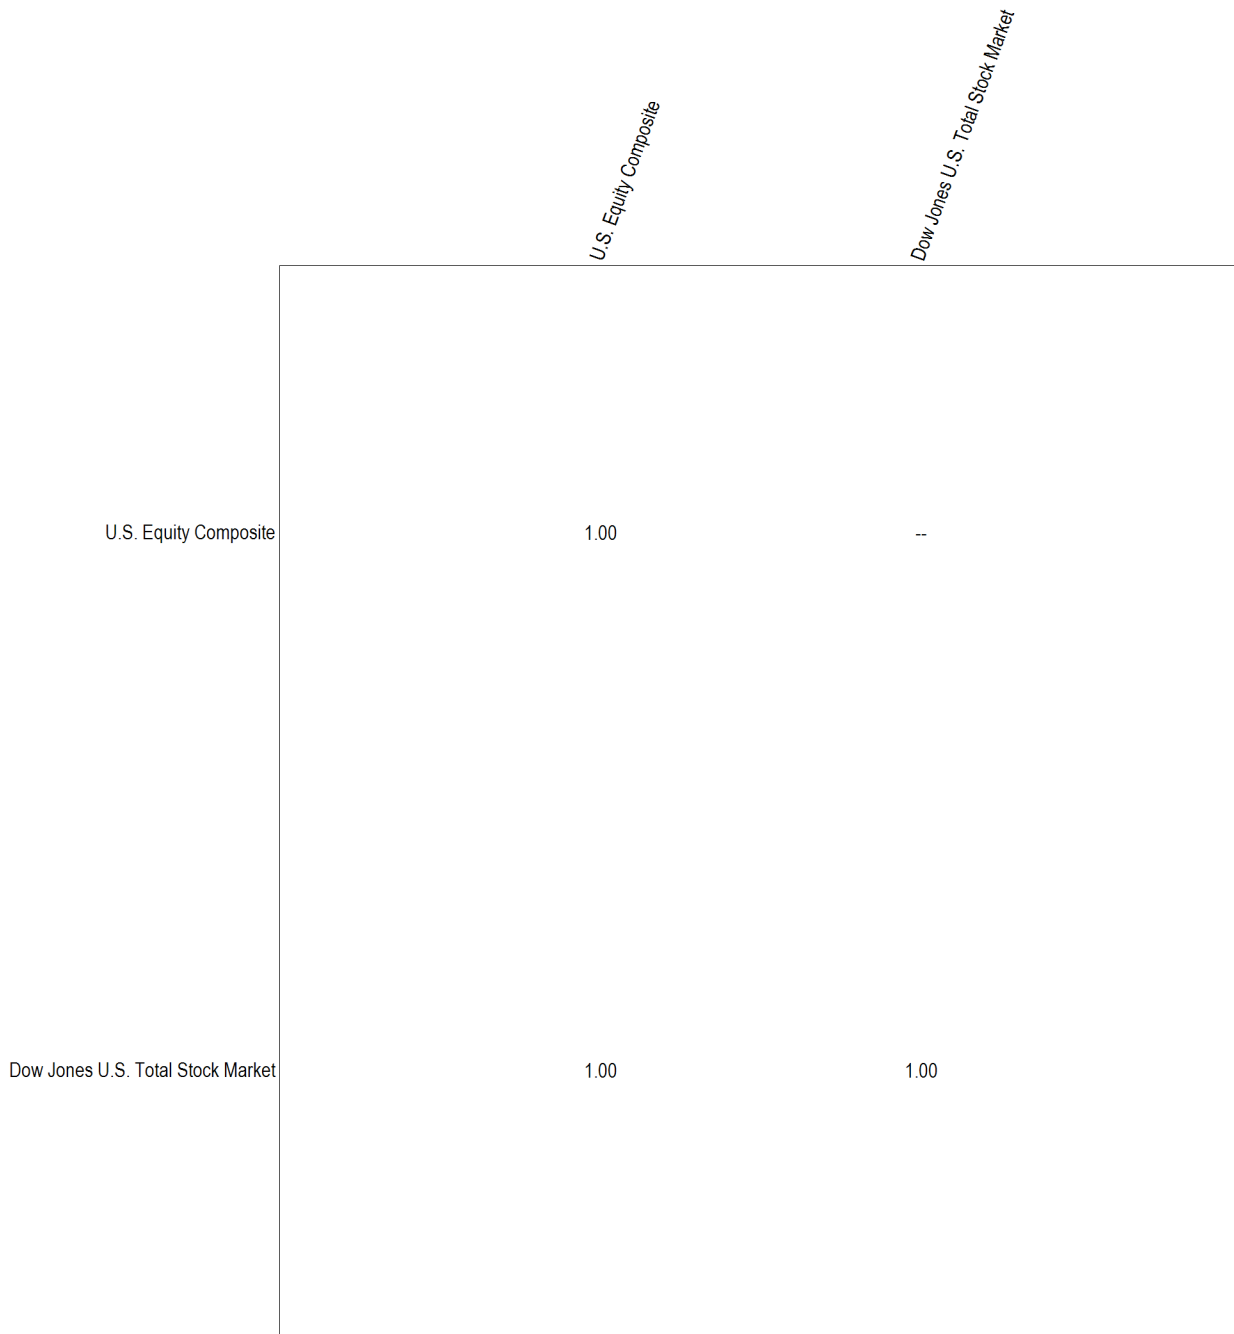 U.S. Equity Composite
Dow Jones U.S. Total Stock Market
U.S. Equity Composite 1.00 --
Dow Jones U.S. Total Stock Market 1.00 1.00